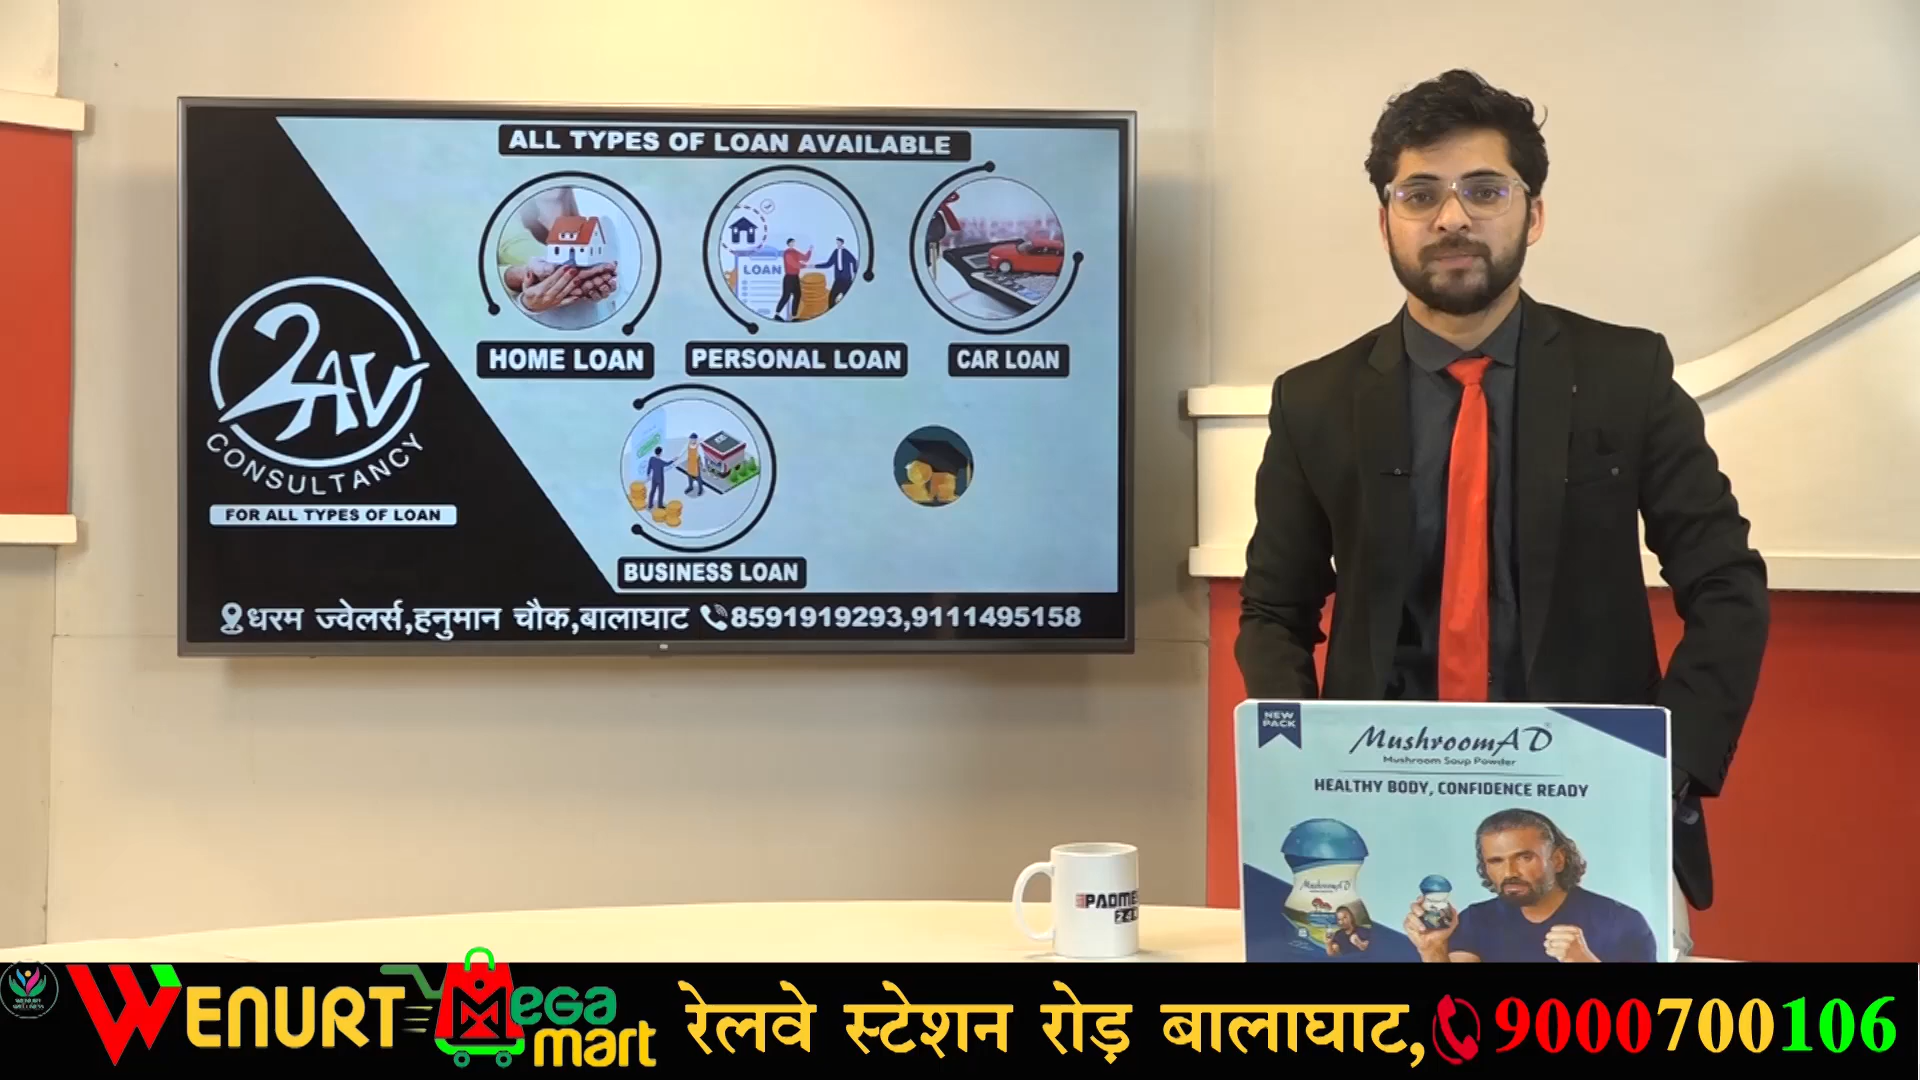 ALL TYPES OF LOAN AVAILABLE
LOAN
HOME LOAN
PERSONAL LOAN
CAR LOAN
2AV
CONSULTANCY
FOR ALL TYPES OF LOAN
BUSINESS LOAN
धरम ज्वेलर्स,हनुमान चौक,बालाघाट 8591919293,9111495158
NEW
PACK
MushroomAD
Mushroom Soup Powder
HEALTHY BODY, CONFIDENCE READY
MushroomAD
WENURT Mega mart रेलवे स्टेशन रोड़ बालाघाट, 9000700106